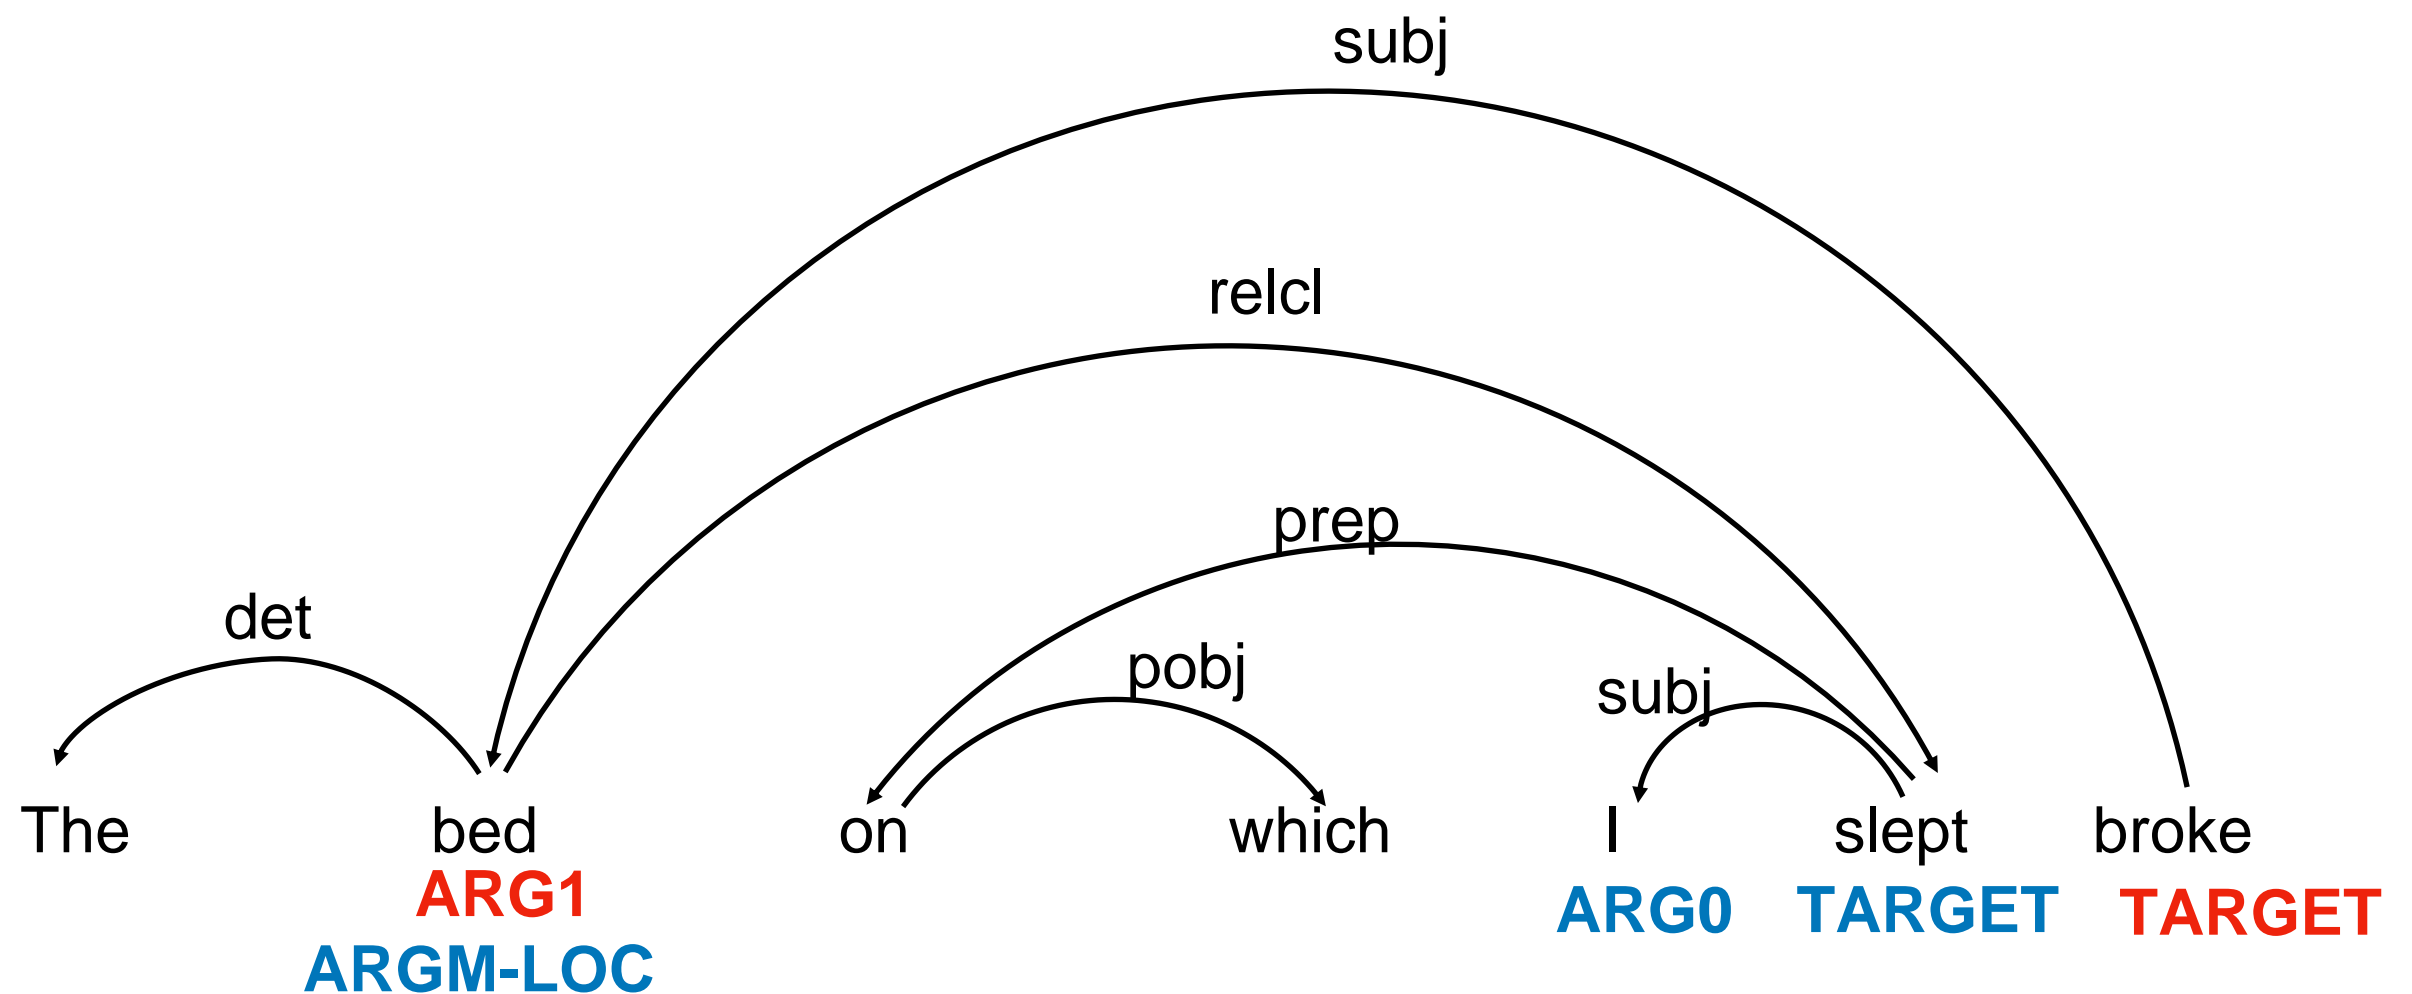 subj
relcl
prep
det pobj subj
The bed on which I slept broke
ARG1 ARG0 TARGET TARGET
ARGM-LOC